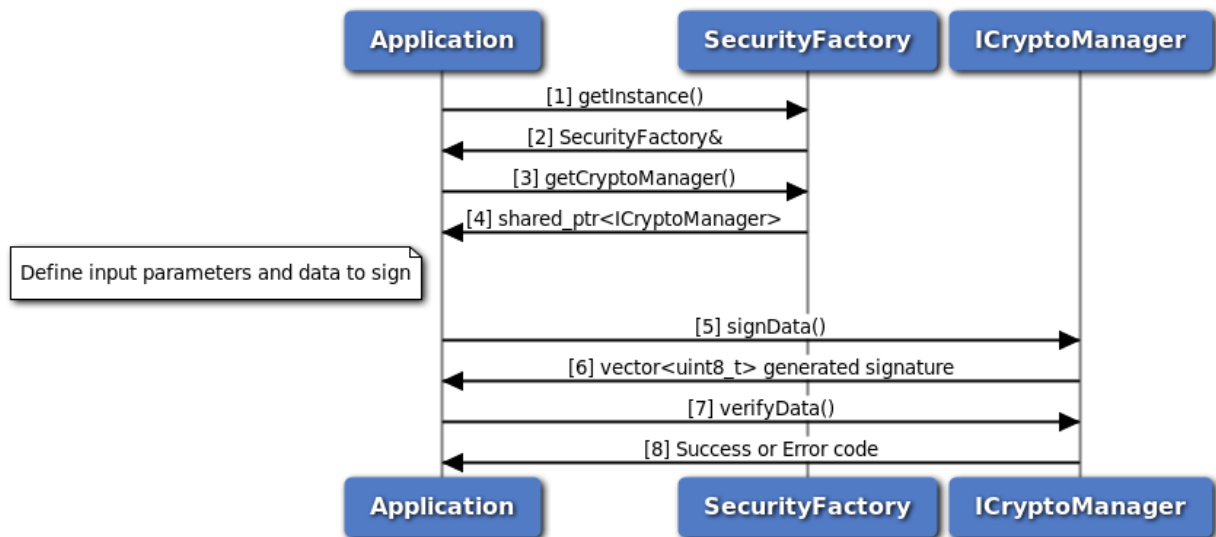 Application
SecurityFactory
ICryptoManager
[1] getInstance()
[2] SecurityFactory&
[3] getCryptoManager()
[4] shared_ptr<ICryptoManager>
Define input parameters and data to sign
[5] signData()
[6] vector<uint8_t> generated signature
[7] verifyData()
[8] Success or Error code
Application
SecurityFactory
ICryptoManager